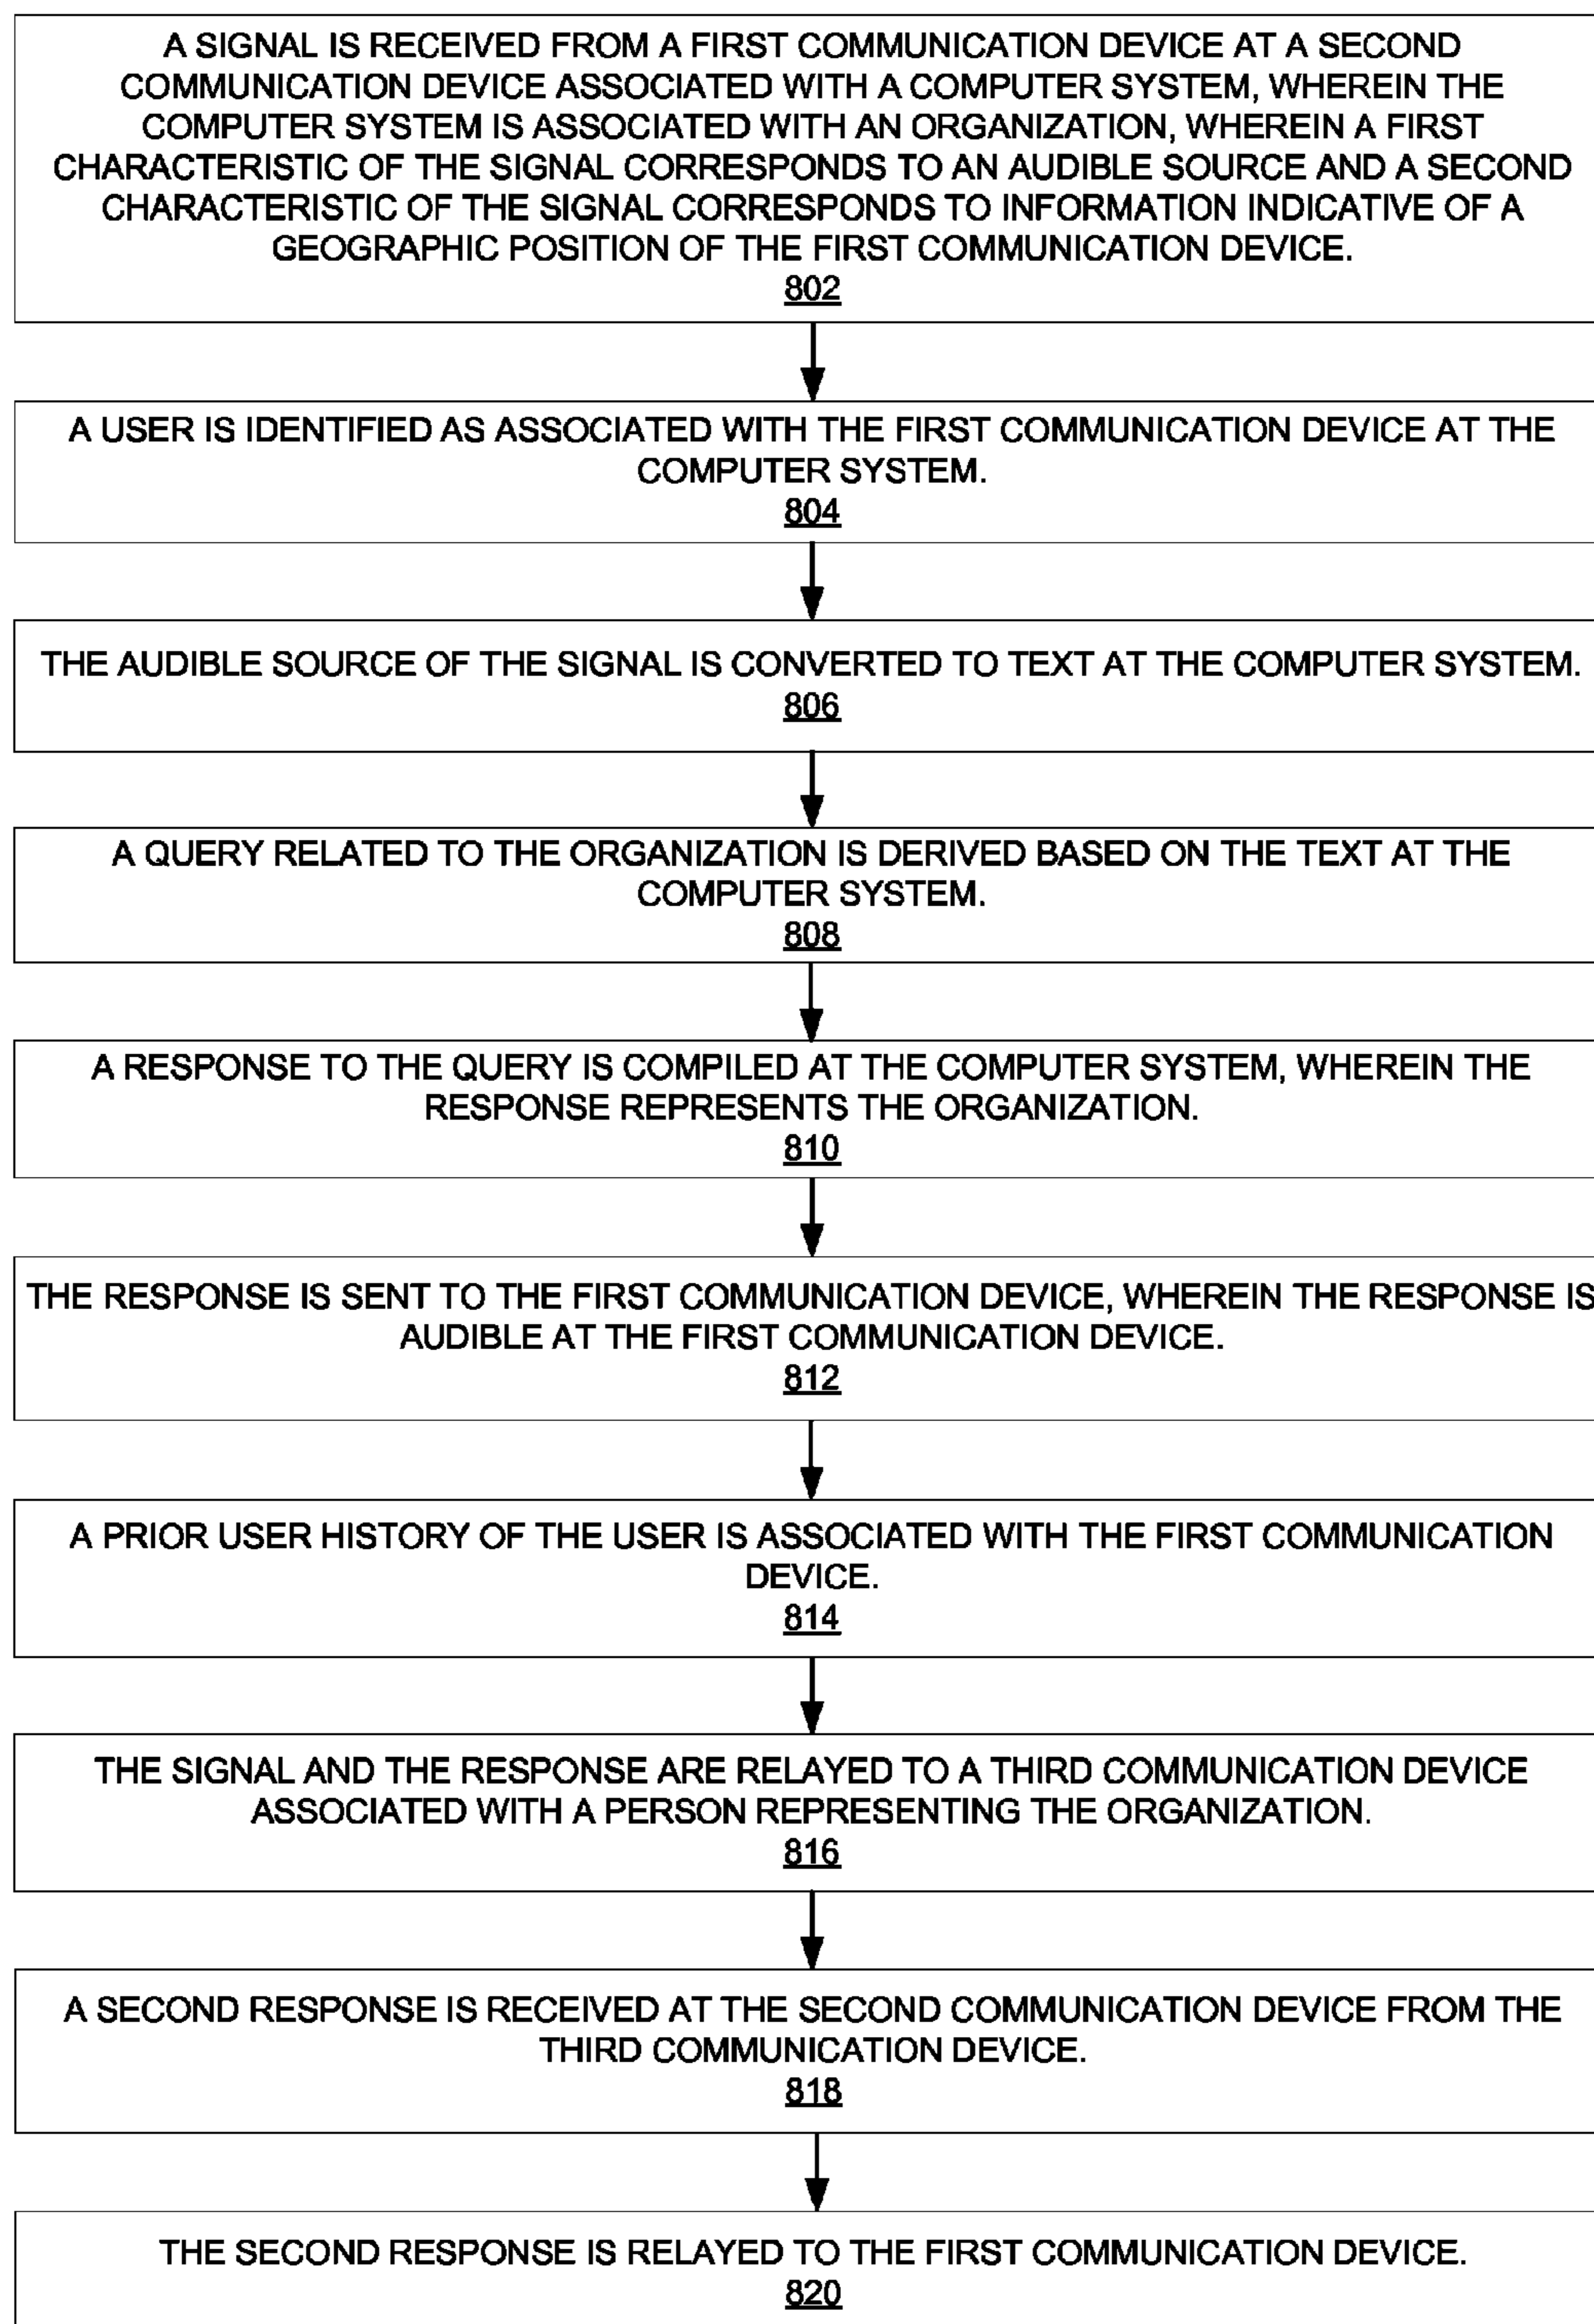 A SIGNAL IS RECEIVED FROM A FIRST COMMUNICATION DEVICE AT A SECOND
COMMUNICATION DEVICE ASSOCIATED WITH A COMPUTER SYSTEM, WHEREIN THE
COMPUTER SYSTEM IS ASSOCIATED WITH AN ORGANIZATION, WHEREIN A FIRST
CHARACTERISTIC OF THE SIGNAL CORRESPONDS TO AN AUDIBLE SOURCE AND A SECOND
CHARACTERISTIC OF THE SIGNAL CORRESPONDS TO INFORMATION INDICATIVE OF A
GEOGRAPHIC POSITION OF THE FIRST COMMUNICATION DEVICE.
802
A USER IS IDENTIFIED AS ASSOCIATED WITH THE FIRST COMMUNICATION DEVICE AT THE
COMPUTER SYSTEM.
804
THE AUDIBLE SOURCE OF THE SIGNAL IS CONVERTED TO TEXT AT THE COMPUTER SYSTEM.
806
A QUERY RELATED TO THE ORGANIZATION IS DERIVED BASED ON THE TEXT AT THE
COMPUTER SYSTEM.
808
A RESPONSE TO THE QUERY IS COMPILED AT THE COMPUTER SYSTEM, WHEREIN THE
RESPONSE REPRESENTS THE ORGANIZATION.
810
THE RESPONSE IS SENT TO THE FIRST COMMUNICATION DEVICE, WHEREIN THE RESPONSE IS
AUDIBLE AT THE FIRST COMMUNICATION DEVICE.
812
A PRIOR USER HISTORY OF THE USER IS ASSOCIATED WITH THE FIRST COMMUNICATION
DEVICE.
814
THE SIGNAL AND THE RESPONSE ARE RELAYED TO A THIRD COMMUNICATION DEVICE
ASSOCIATED WITH A PERSON REPRESENTING THE ORGANIZATION.
816
A SECOND RESPONSE IS RECEIVED AT THE SECOND COMMUNICATION DEVICE FROM THE
THIRD COMMUNICATION DEVICE.
818
THE SECOND RESPONSE IS RELAYED TO THE FIRST COMMUNICATION DEVICE.
820